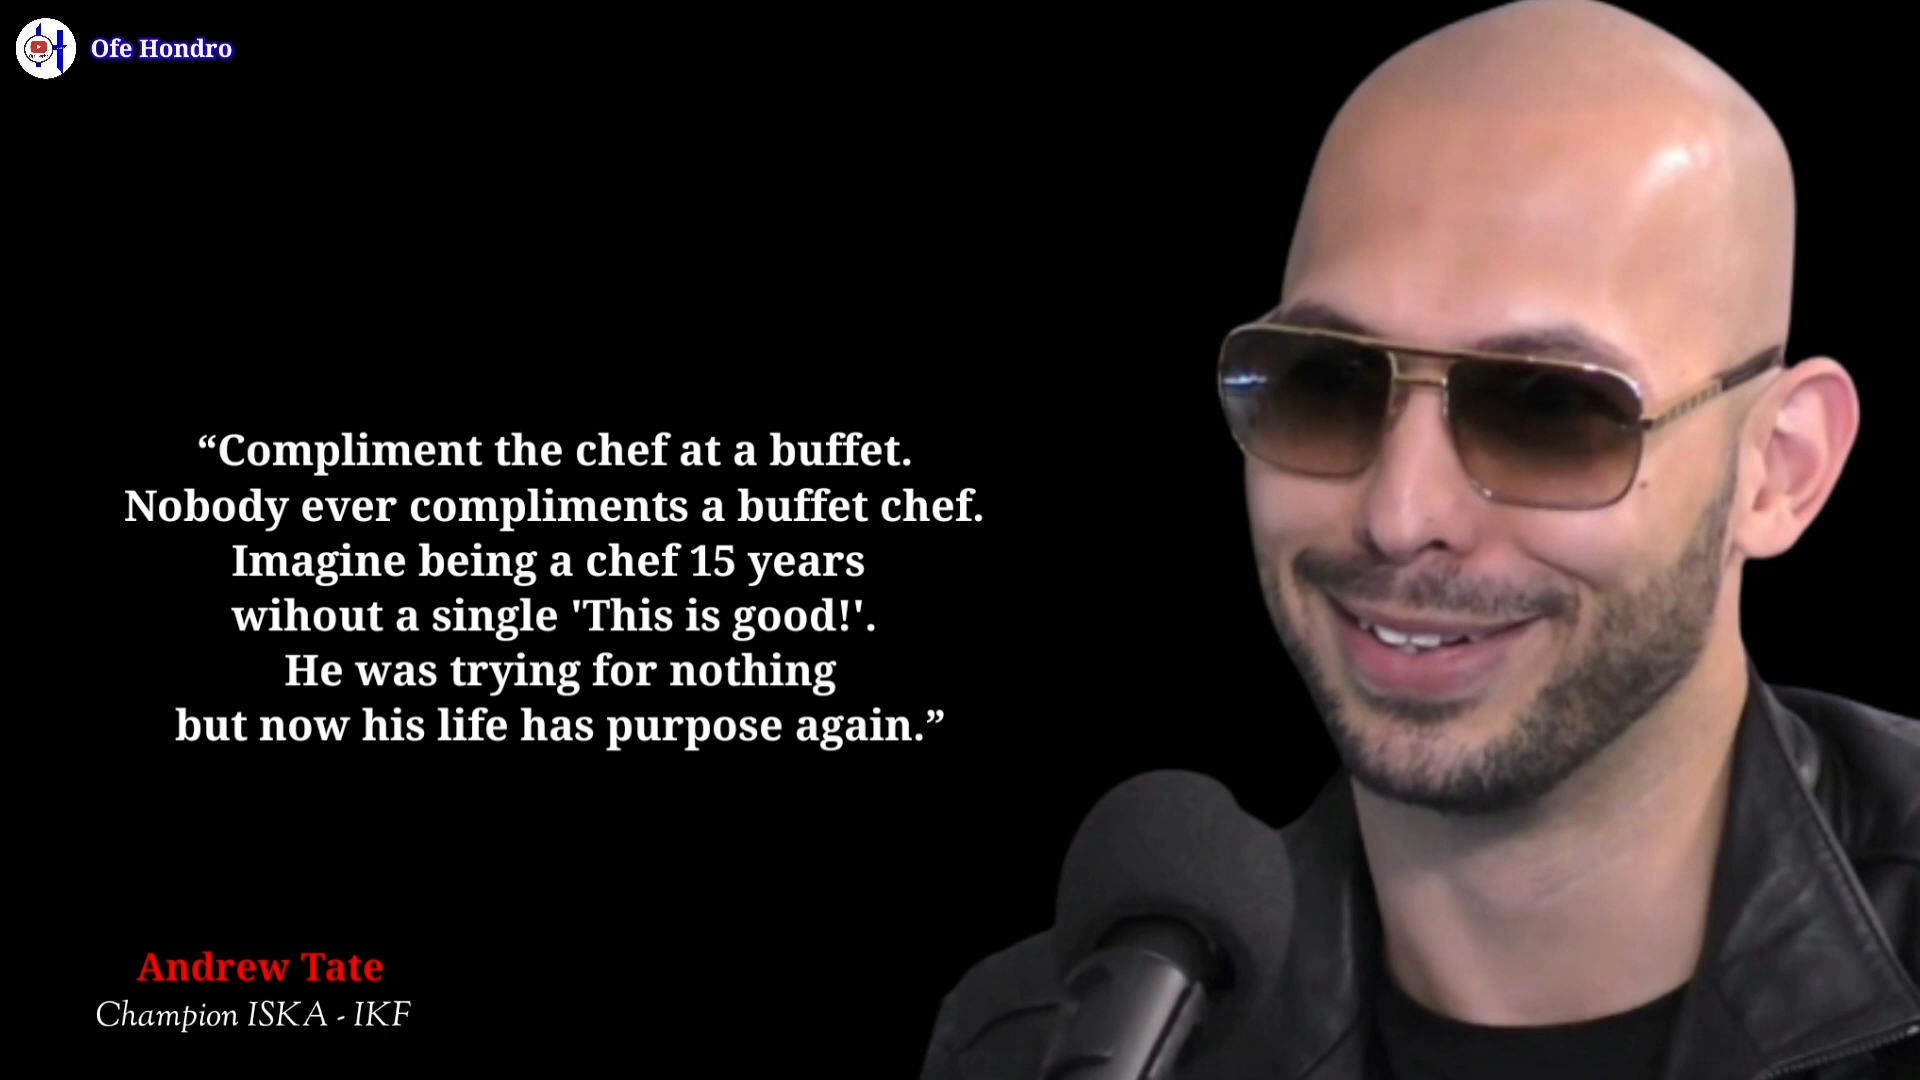 Ofe Hondro
“Compliment the chef at a buffet.
Nobody ever compliments a buffet chef.
Imagine being a chef 15 years
wihout a single 'This is good!'.
He was trying for nothing
but now his life has purpose again.”
Andrew Tate
Champion ISKA - IKF